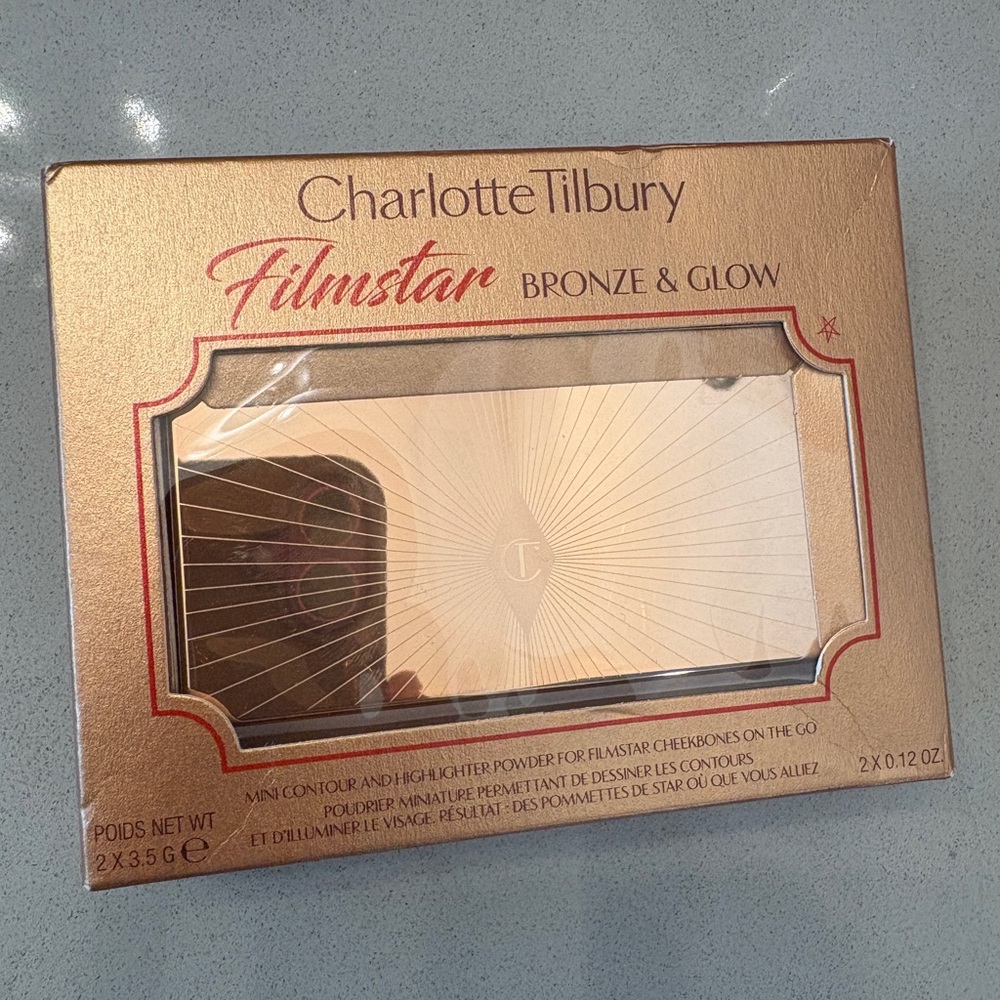 Charlotte Tilbury
Filmstar BRONZE & GLOW
CT
MINI CONTOUR AND HIGHLIGHTER POWDER FOR FILMSTAR CHEEKBONES ON THE GO
POUDRIER MINIATURE PERMETTANT DE DESSINER LES CONTOURS
ET D'ILLUMINER LE VISAGE. RÉSULTAT : DES POMMETTES DE STAR OÙ QUE VOUS ALLIEZ
POIDS NET WT
2 X 3.5 G ℮
2 X 0.12 OZ.